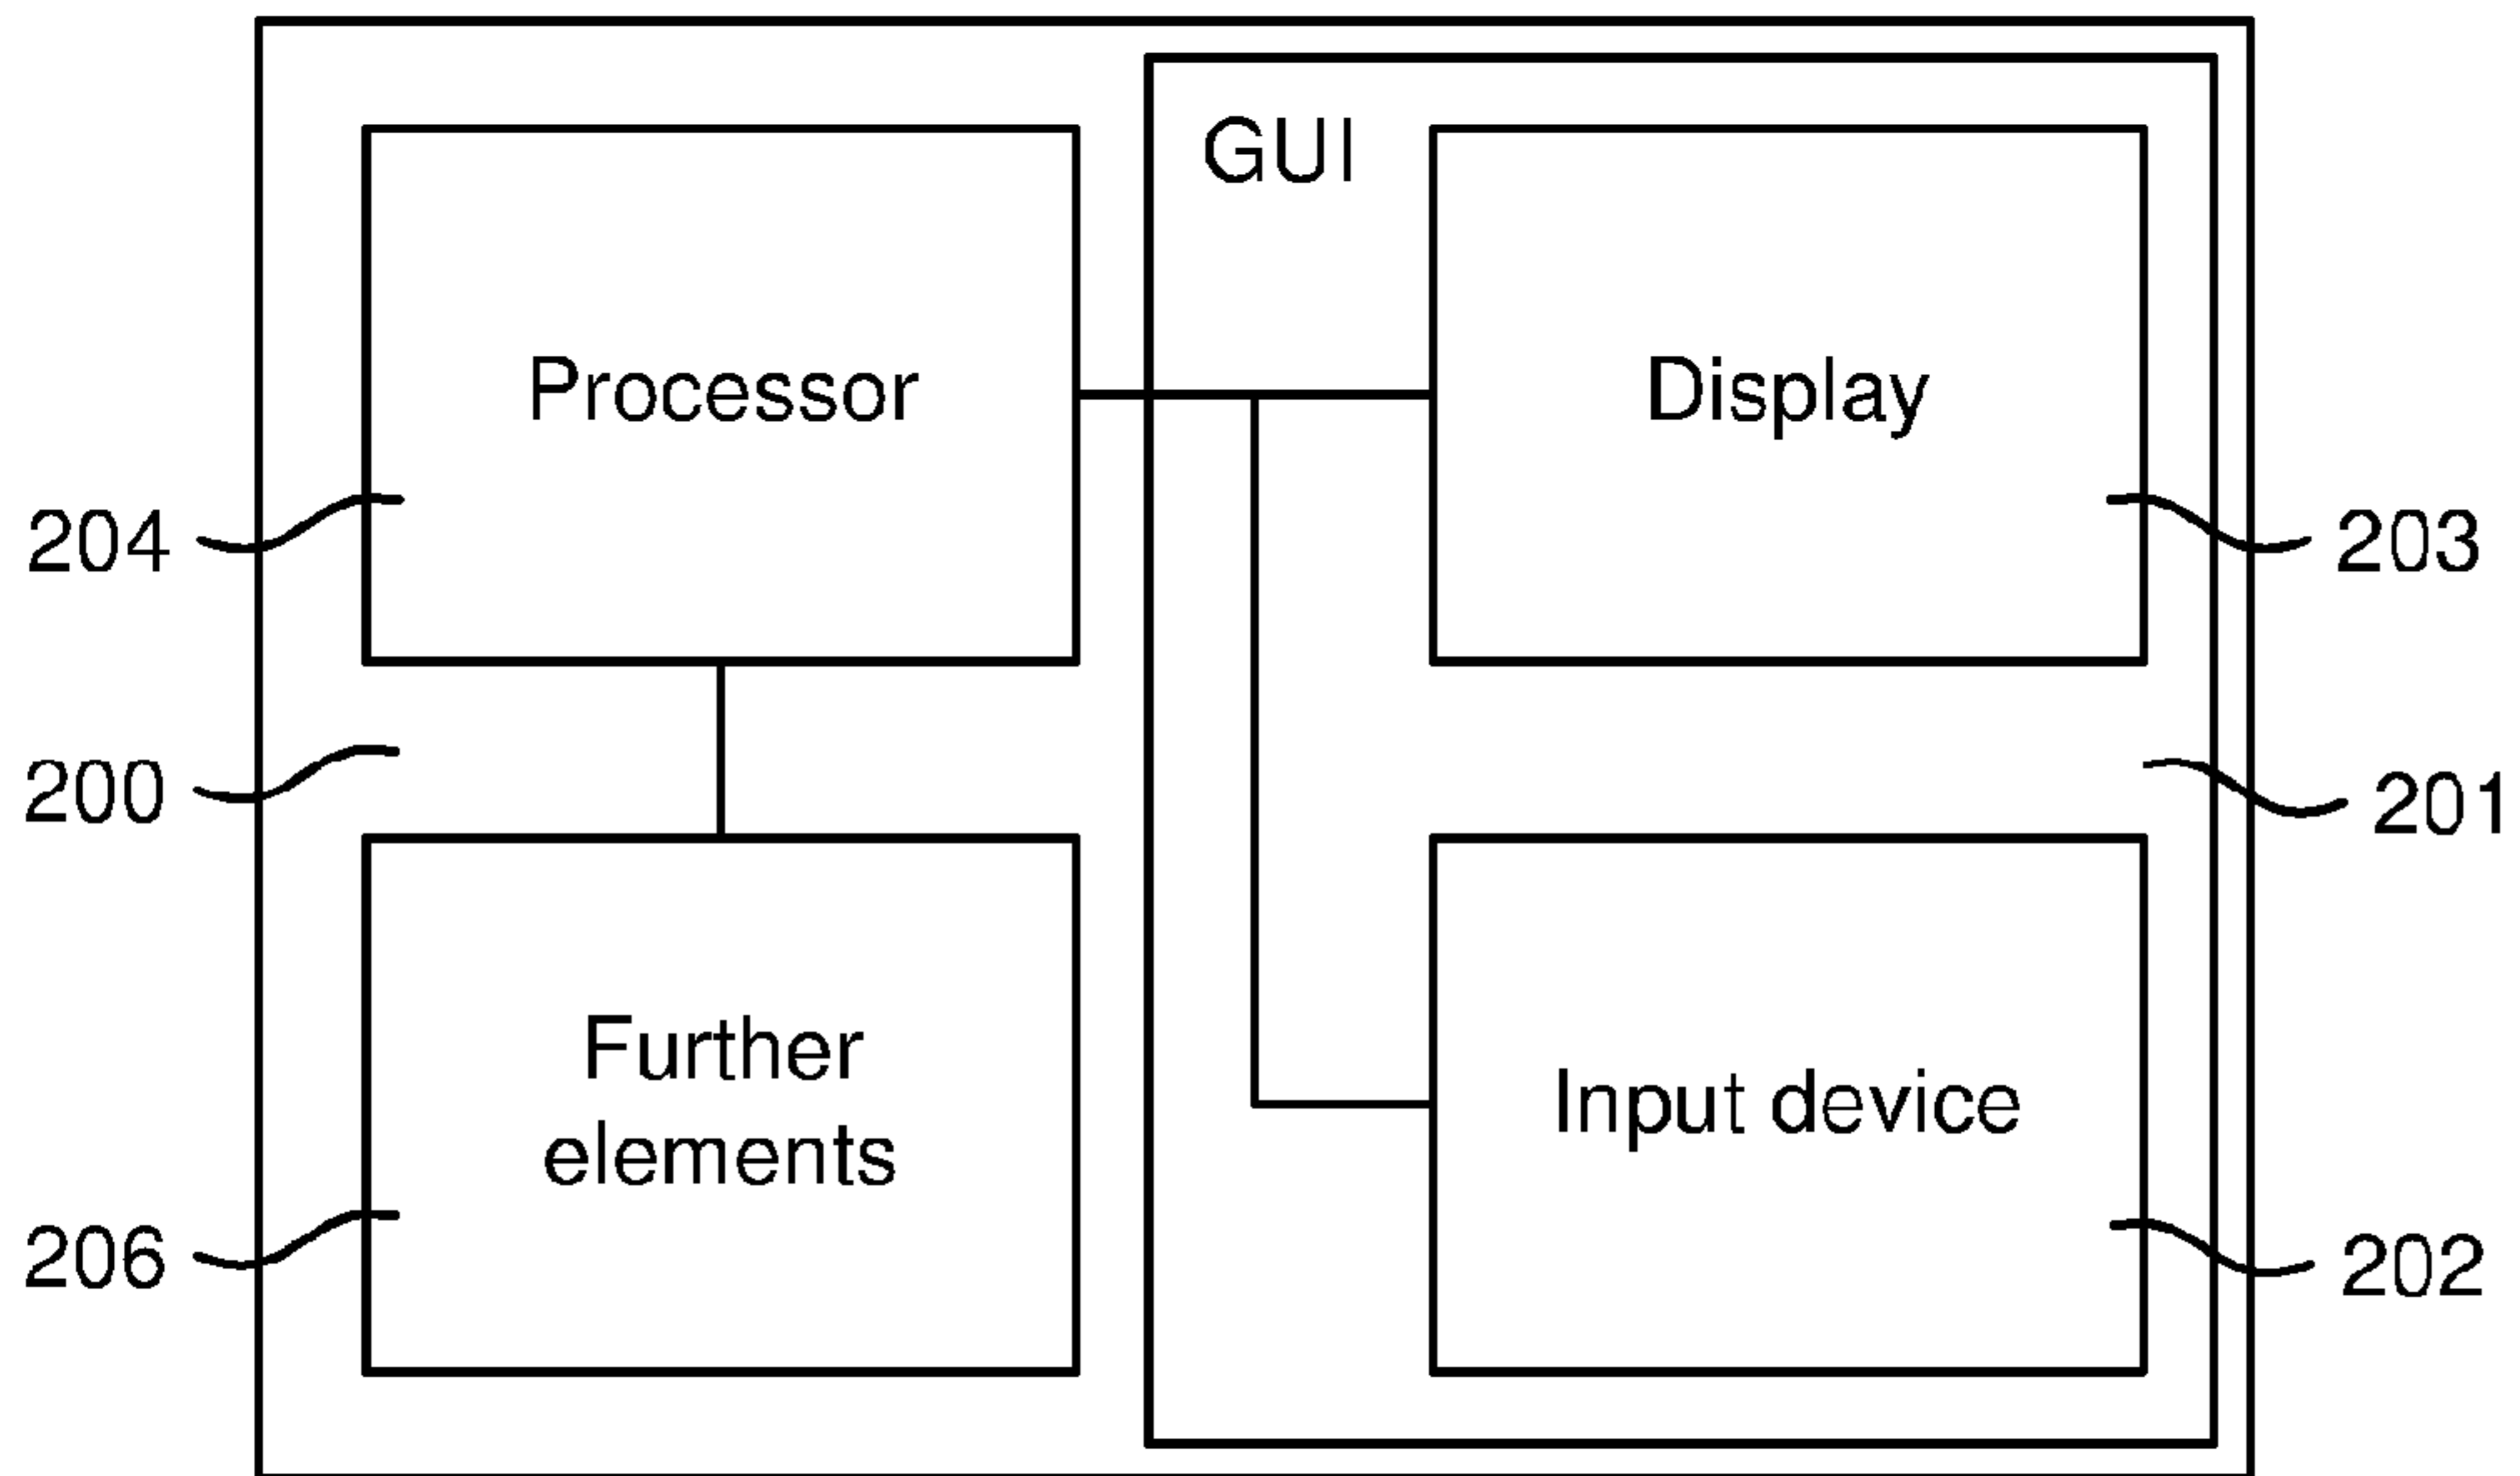 GUI
Processor
Display
204
203
200
201
Further
elements
Input device
206
202